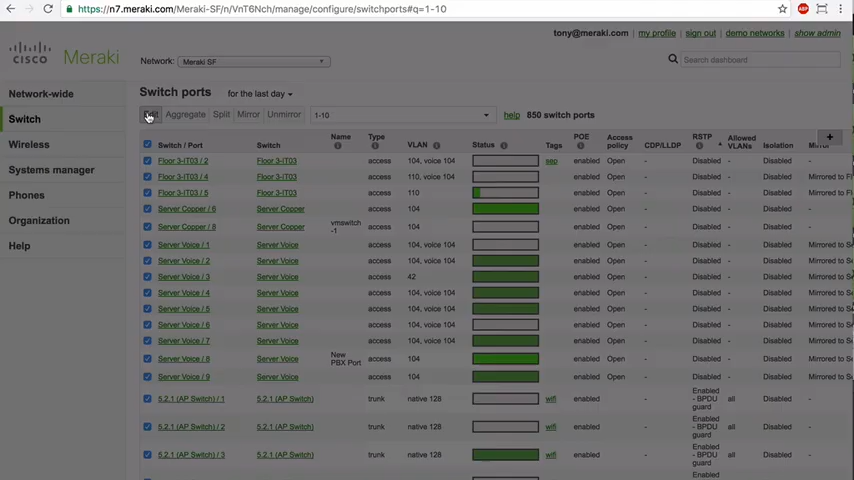 https://n7.meraki.com/Meraki-SF/n/VnT6Nch/manage/configure/switchports#q=1-10
ABP
tony@meraki.com my profile sign out demo networks show admin
cisco Meraki
Network: Meraki SF
Search dashboard
Network-wide
Switch
Wireless
Systems manager
Phones
Organization
Help
Switch ports for the last day
Edit Aggregate Split Mirror Unmirror 1-10 help 850 switch ports
+
Switch / Port Switch Name Type VLAN Status Tags POE Access policy CDP/LLDP RSTP Allowed VLANs Isolation Mirror
Floor 3-IT03 / 2 Floor 3-IT03 access 104, voice 104 sep enabled Open - Disabled - Disabled -
Floor 3-IT03 / 4 Floor 3-IT03 access 110, voice 104 enabled Open - Disabled - Disabled Mirrored to Fl
Floor 3-IT03 / 5 Floor 3-IT03 access 110 enabled Open - Disabled - Disabled Mirrored to Fl
Server Copper / 6 Server Copper access 104 enabled Open - Disabled - Disabled -
Server Copper / 8 Server Copper vmswitch -1 access 104 enabled Open - Disabled - Disabled -
Server Voice / 1 Server Voice access 104, voice 104 enabled Open - Disabled - Disabled Mirrored to Se
Server Voice / 2 Server Voice access 104, voice 104 enabled Open - Disabled - Disabled Mirrored to Se
Server Voice / 3 Server Voice access 42 enabled Open - Disabled - Disabled Mirrored to Se
Server Voice / 4 Server Voice access 104, voice 104 enabled Open - Disabled - Disabled Mirrored to Se
Server Voice / 5 Server Voice access 104, voice 104 enabled Open - Disabled - Disabled Mirrored to Se
Server Voice / 6 Server Voice access 104, voice 104 enabled Open - Disabled - Disabled Mirrored to Se
Server Voice / 7 Server Voice access 104, voice 104 enabled Open - Disabled - Disabled Mirrored to Se
Server Voice / 8 Server Voice New PBX Port access 104 enabled Open - Disabled - Disabled Mirrored to Se
Server Voice / 9 Server Voice access 104, voice 104 enabled Open - Disabled - Disabled Mirrored to Se
5.2.1 (AP Switch) / 1 5.2.1 (AP Switch) trunk native 128 wifi enabled - Enabled - BPDU guard all Disabled -
5.2.1 (AP Switch) / 2 5.2.1 (AP Switch) trunk native 128 wifi enabled - Enabled - BPDU guard all Disabled -
5.2.1 (AP Switch) / 3 5.2.1 (AP Switch) trunk native 128 wifi enabled - Enabled - BPDU guard all Disabled -
Enabled